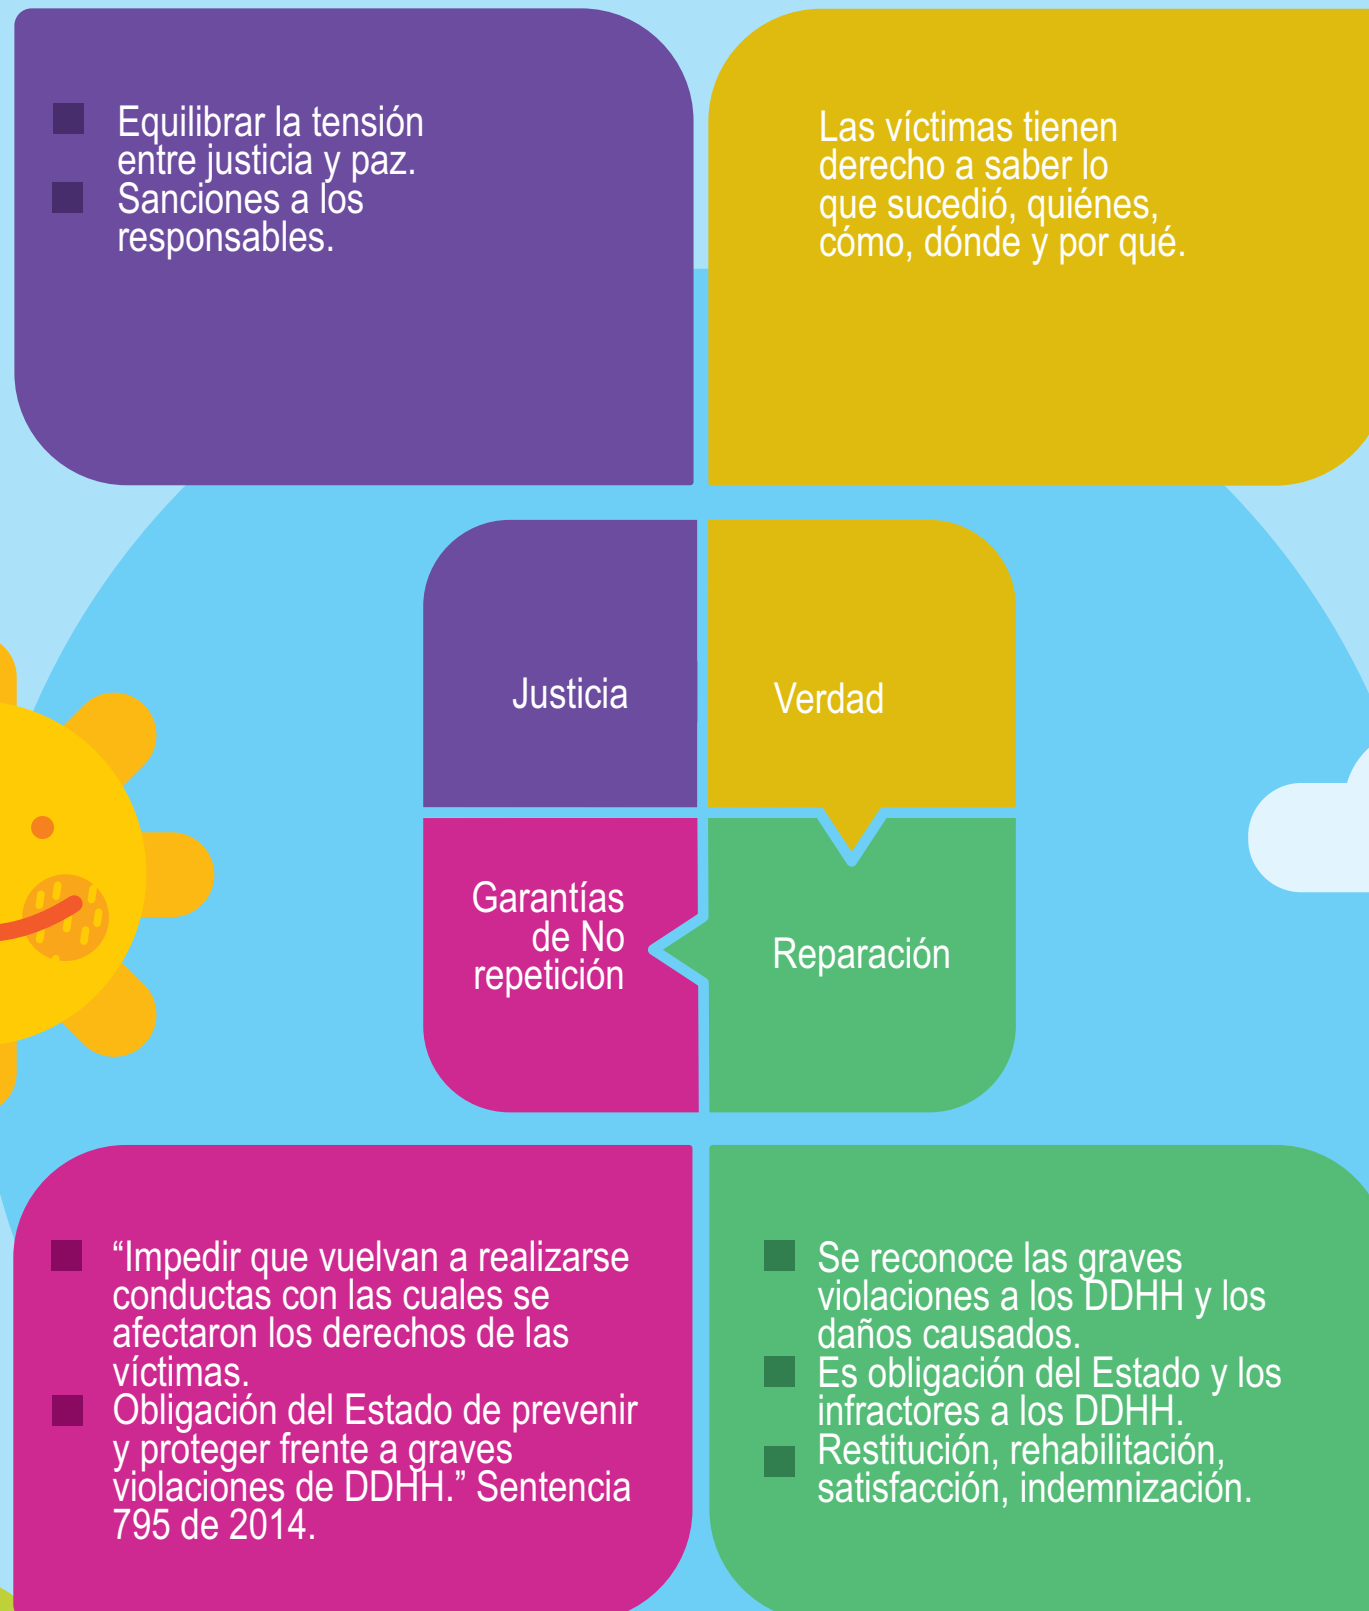 Equilibrar la tensión
entre justicia y paz.
Sanciones a los
responsables.
Las víctimas tienen
derecho a saber lo
que sucedió, quiénes,
cómo, dónde y por qué.
Justicia
Verdad
Garantías
de No
repetición
Reparación
“Impedir que vuelvan a realizarse
conductas con las cuales se
afectaron los derechos de las
víctimas.
Obligación del Estado de prevenir
y proteger frente a graves
violaciones de DDHH.” Sentencia
795 de 2014.
Se reconoce las graves
violaciones a los DDHH y los
daños causados.
Es obligación del Estado y los
infractores a los DDHH.
Restitución, rehabilitación,
satisfacción, indemnización.